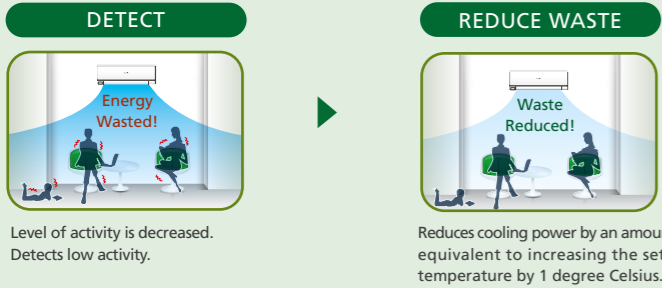 DETECT
Energy
Wasted!
Level of activity is decreased.
Detects low activity.
REDUCE WASTE
Waste
Reduced!
Reduces cooling power by an amoun
equivalent to increasing the set
temperature by 1 degree Celsius.